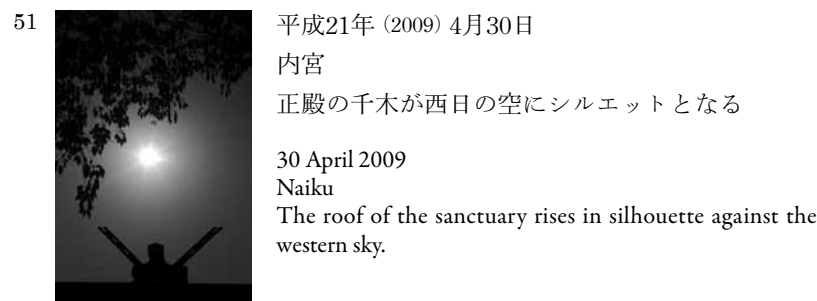 51
平成21年（2009）4月30日
内宮
正殿の千木が西日の空にシルエットとなる
30 April 2009
Naiku
The roof of the sanctuary rises in silhouette against the
western sky.